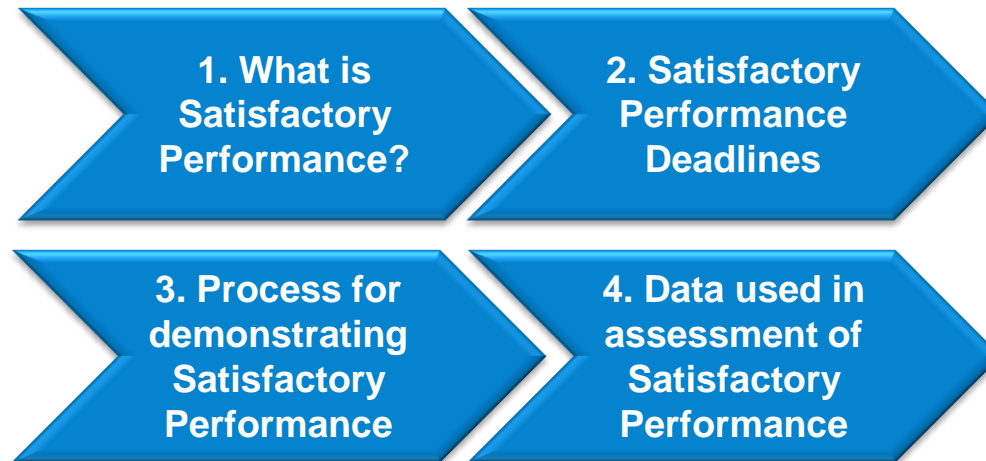 1. What is
Satisfactory
Performance?
2. Satisfactory
Performance
Deadlines
3. Process for
demonstrating
Satisfactory
Performance
4. Data used in
assessment of
Satisfactory
Performance